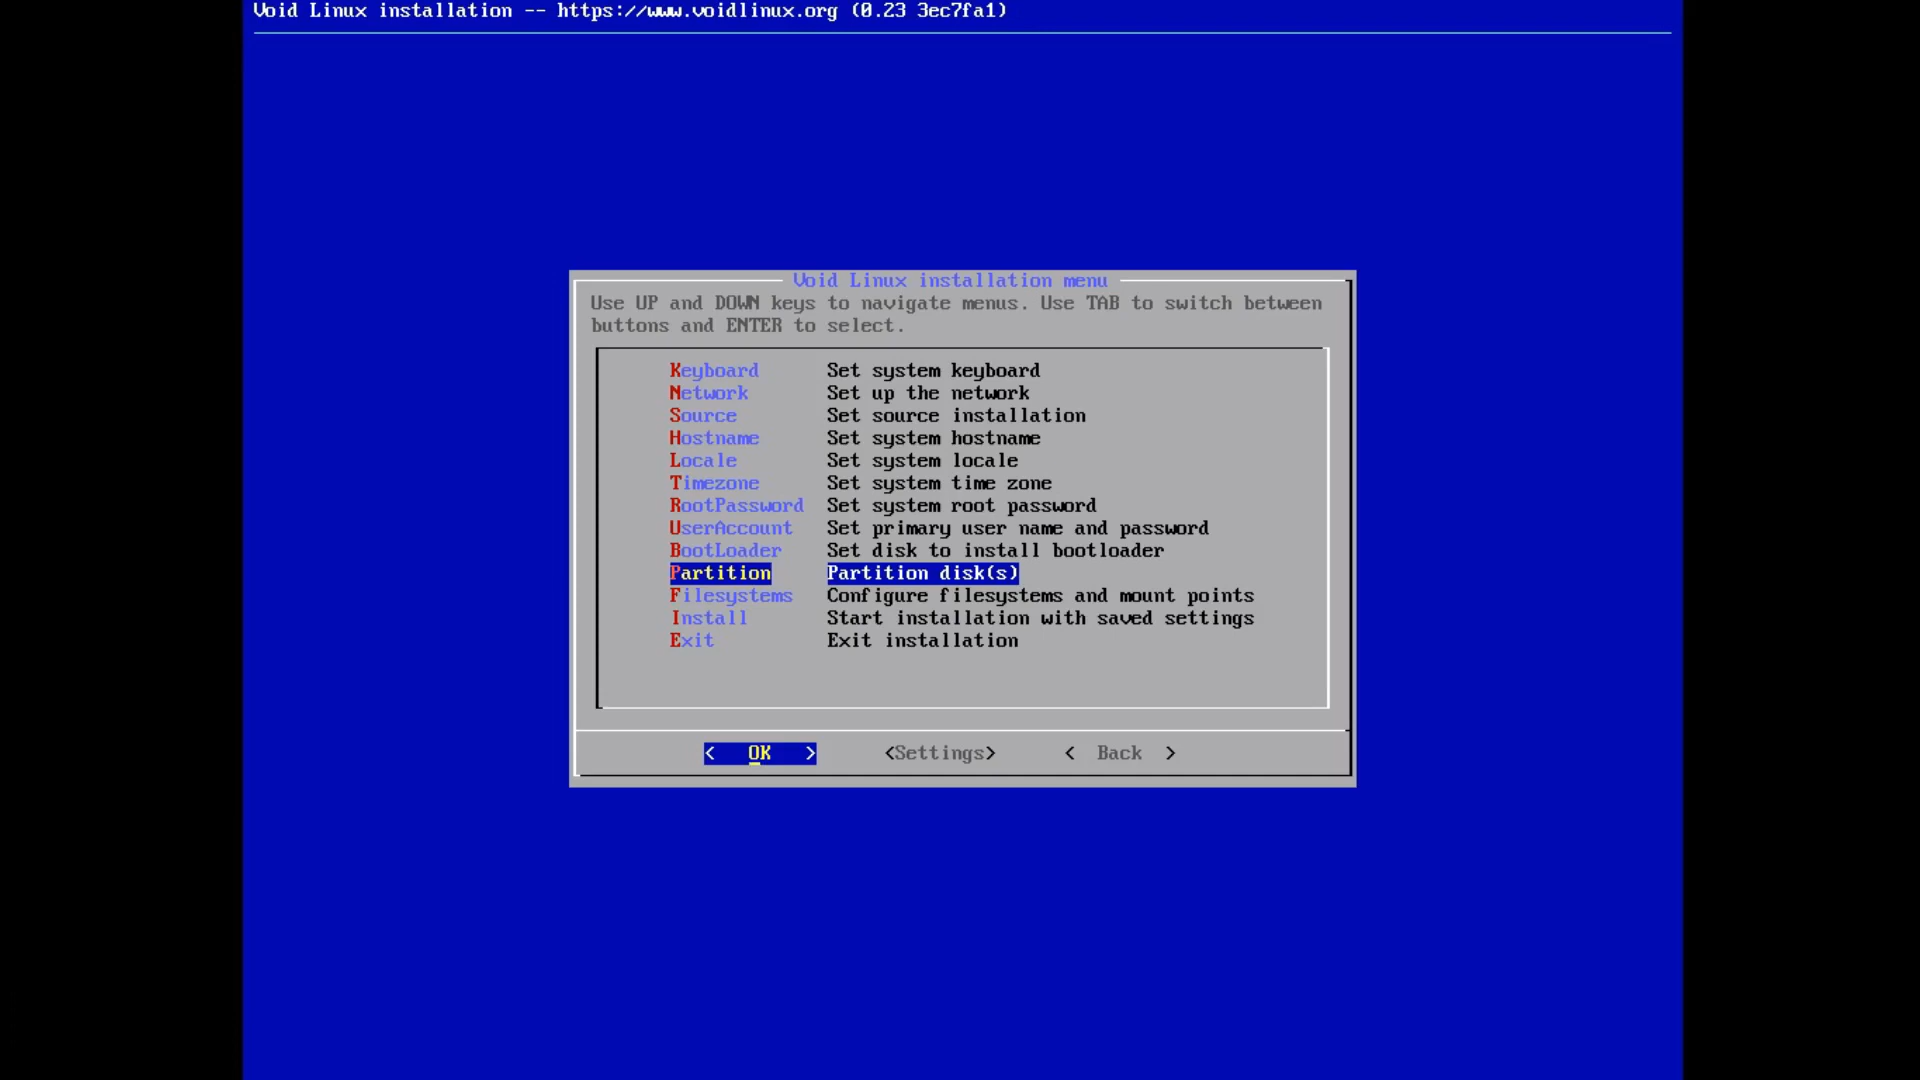 Void Linux installation -- https://www.voidlinux.org (0.23 3ec7fa1)
Void Linux installation menu
Use UP and DOWN keys to navigate menus. Use TAB to switch between
buttons and ENTER to select.
Keyboard Set system keyboard
Network Set up the network
Source Set source installation
Hostname Set system hostname
Locale Set system locale
Timezone Set system time zone
RootPassword Set system root password
UserAccount Set primary user name and password
BootLoader Set disk to install bootloader
Partition Partition disk(s)
Filesystems Configure filesystems and mount points
Install Start installation with saved settings
Exit Exit installation
< OK > <Settings> < Back >